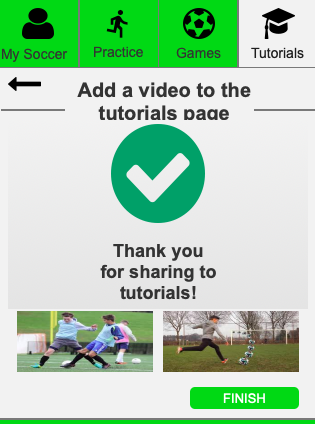 My Soccer
Practice
Games
Tutorials
Add a video to the
tutorials page
Thank you
for sharing to
tutorials!
FINISH